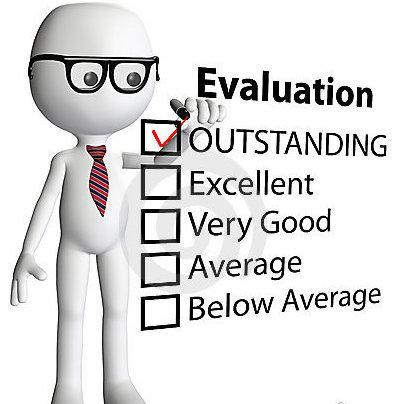 Evaluation
OUTSTANDING
Excellent
Very Good
Average
Below Average